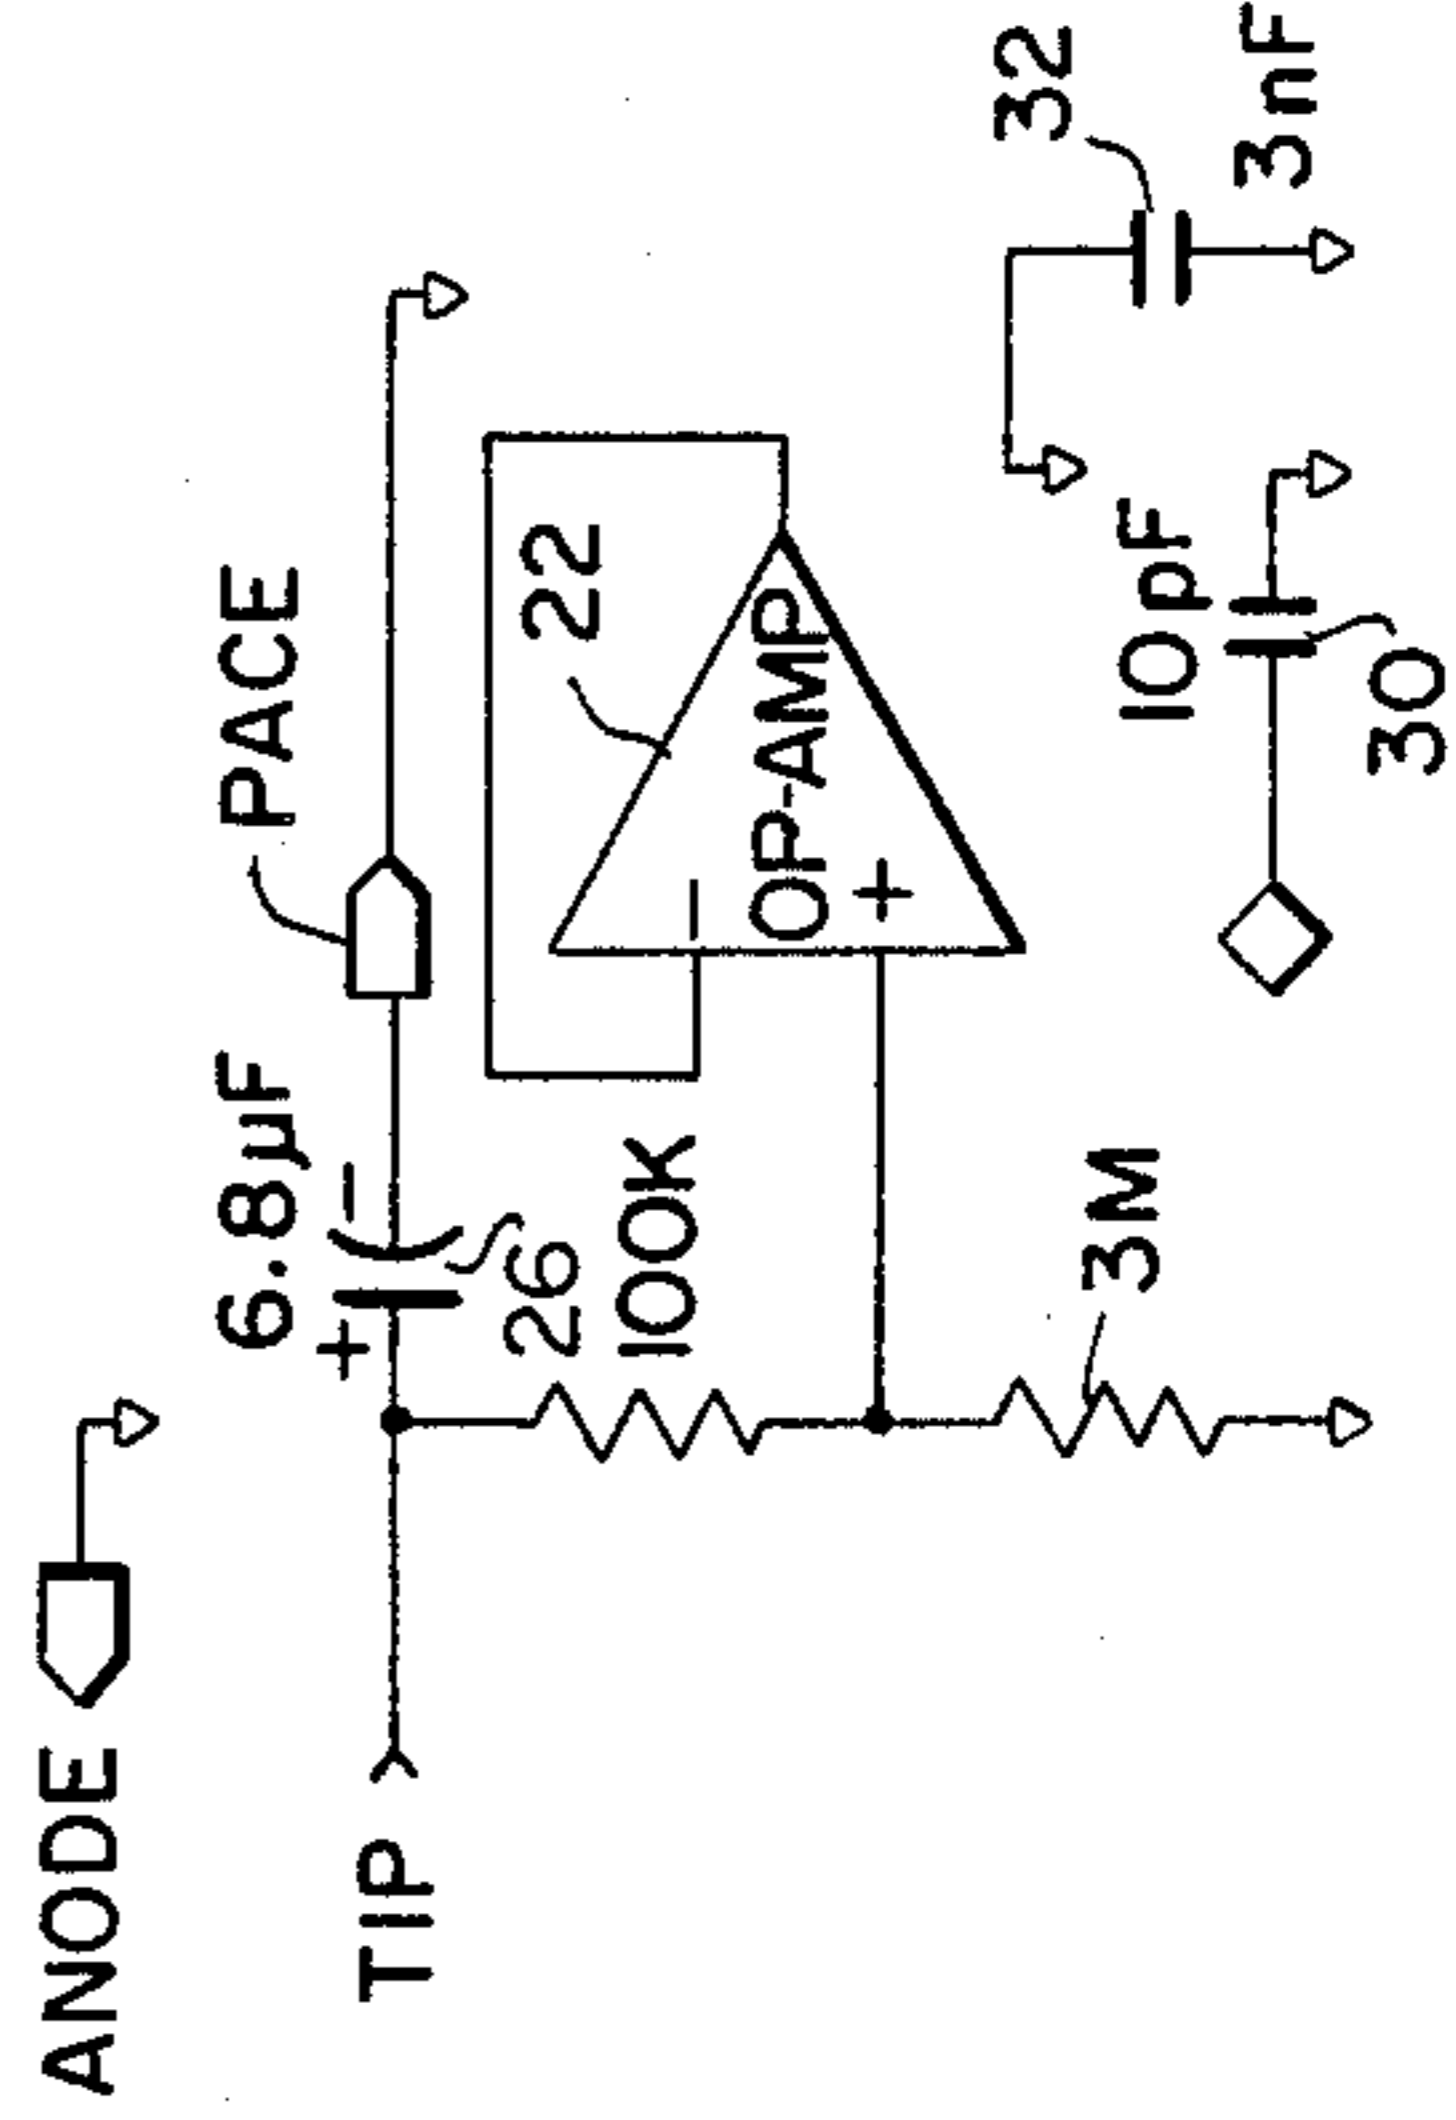 ANODE
TIP
6.8µF
PACE
+ -
26
100K
22
-
OP-AMP
+
3M
10pF
30
32
3nF